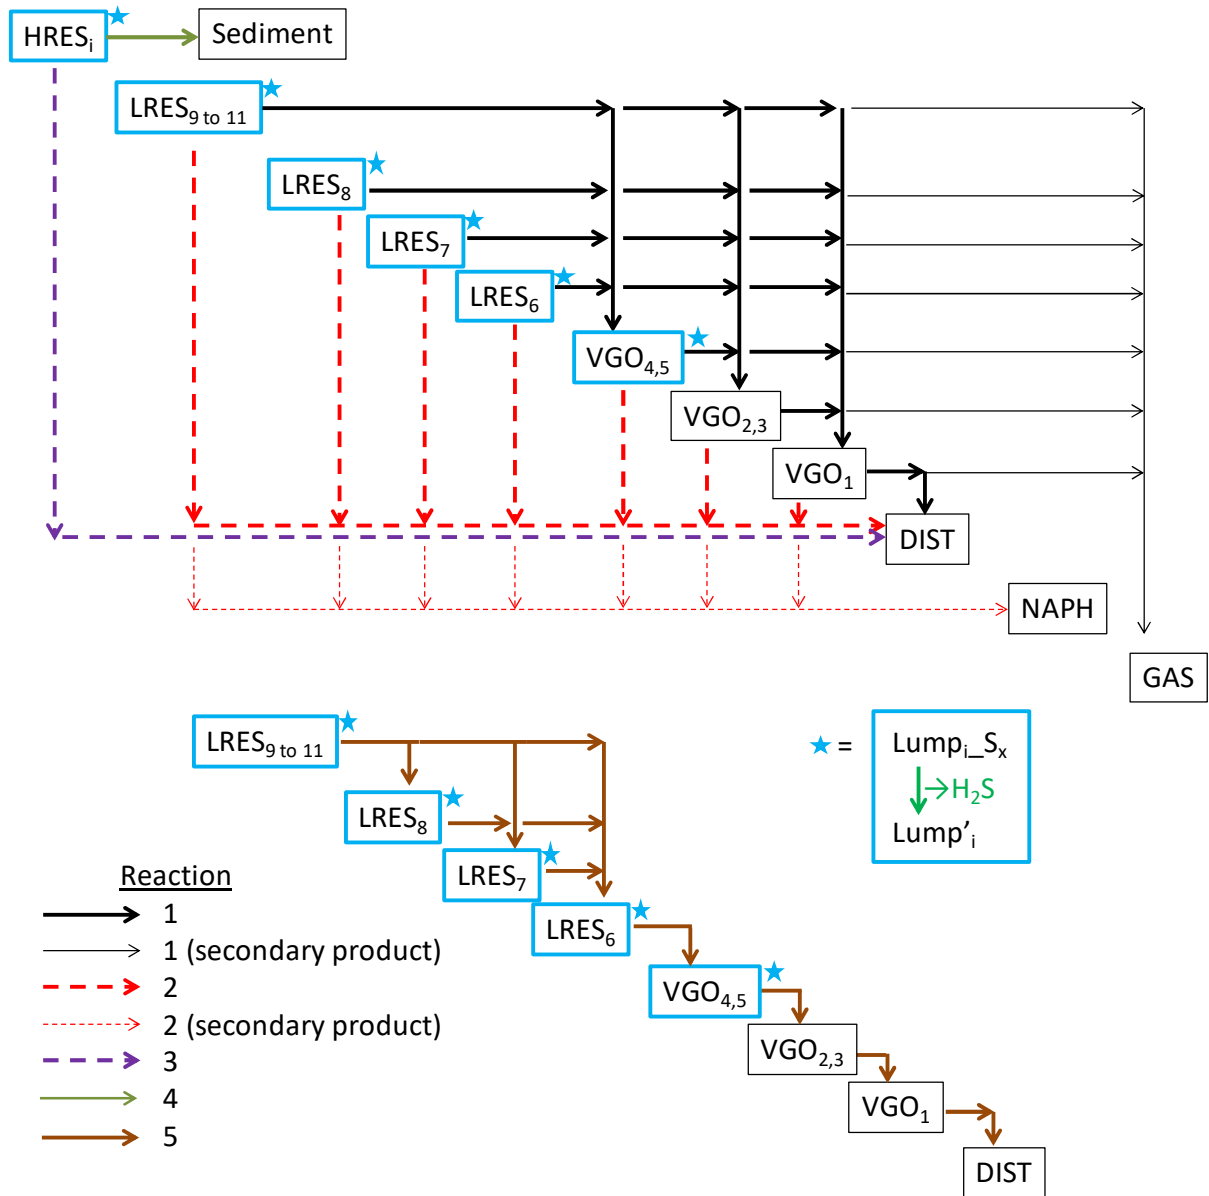 HRESi
Sediment
LRES9 to 11
LRES8
LRES7
LRES6
VGO4,5
VGO2,3
VGO1
DIST
NAPH
GAS
LRES9 to 11
LRES8
LRES7
LRES6
VGO4,5
VGO2,3
VGO1
DIST
=
Lumpi_Sx
→H2S
Lump’i
Reaction
1
1 (secondary product)
2
2 (secondary product)
3
4
5